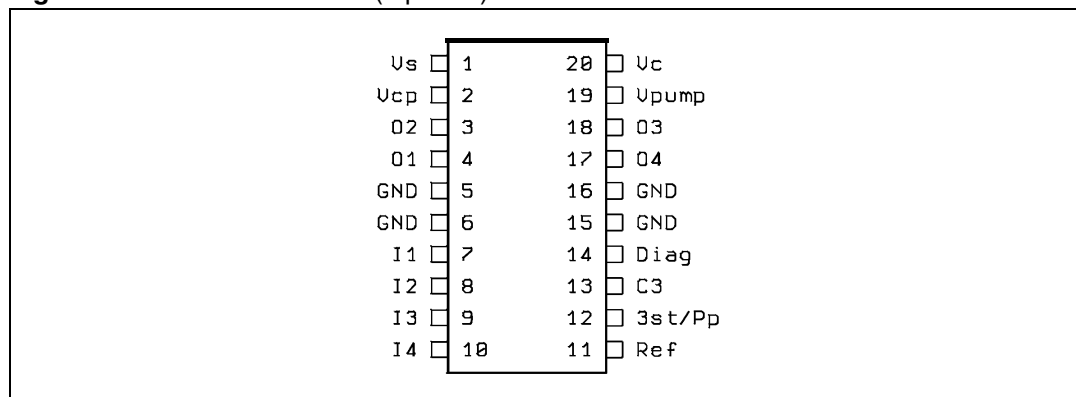 Vs 1 20 Vc
Vcp 2 19 Vpump
O2 3 18 O3
O1 4 17 O4
GND 5 16 GND
GND 6 15 GND
I1 7 14 Diag
I2 8 13 C3
I3 9 12 3st/Pp
I4 10 11 Ref